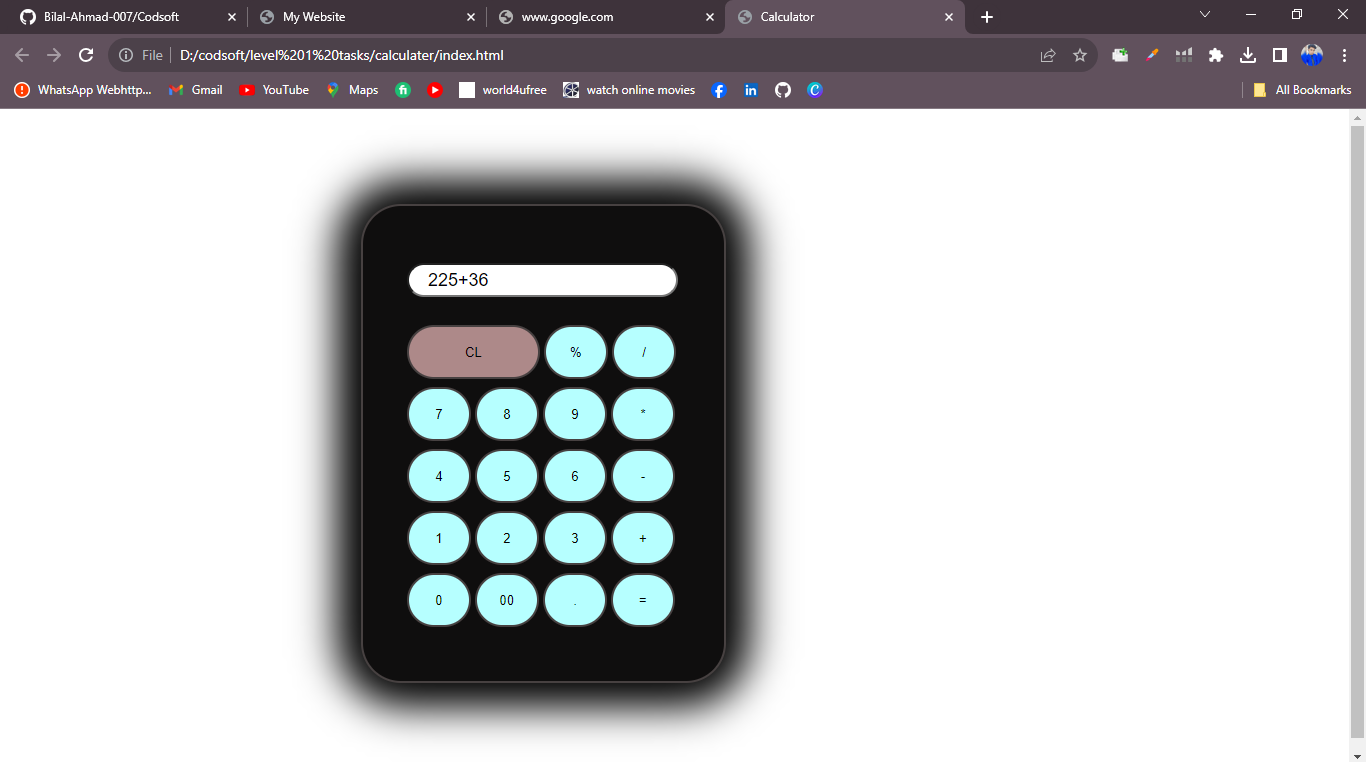 Bilal-Ahmad-007/Codsoft My Website www.google.com Calculator
File D:/codsoft/level%201%20tasks/calculater/index.html
WhatsApp Webhttp... Gmail YouTube Maps world4ufree watch online movies All Bookmarks
225+36
CL % /
7 8 9 *
4 5 6 -
1 2 3 +
0 00 . =